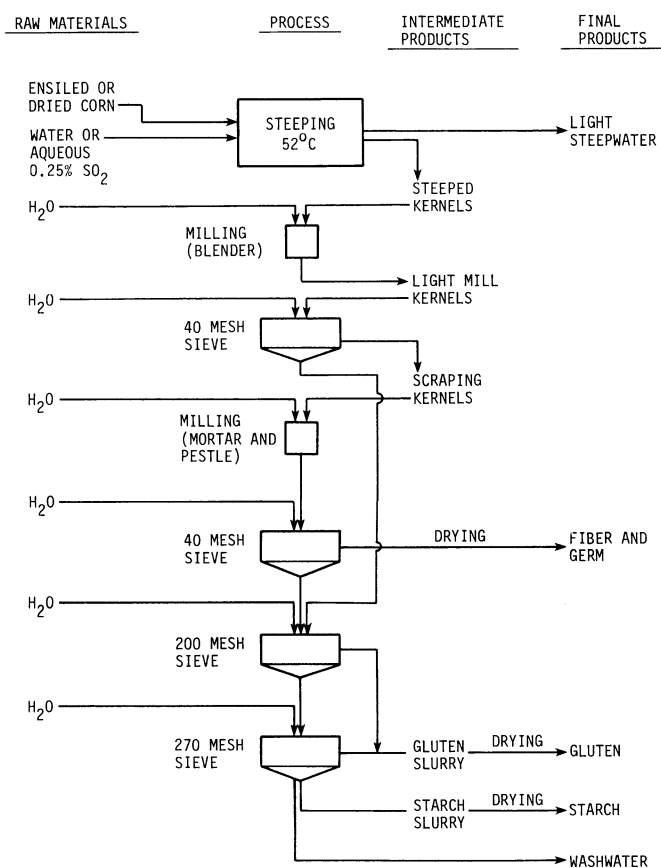 RAW MATERIALS
PROCESS
INTERMEDIATE
PRODUCTS
FINAL
PRODUCTS
ENSILED OR
DRIED CORN
WATER OR
AQUEOUS
0.25% SO₂
STEEPING
52⁰C
LIGHT
STEEPWATER
STEEPED
KERNELS
H₂O
MILLING
(BLENDER)
LIGHT MILL
KERNELS
H₂O
40 MESH
SIEVE
SCRAPING
KERNELS
H₂O
MILLING
(MORTAR AND
PESTLE)
H₂O
40 MESH
SIEVE
DRYING
FIBER AND
GERM
H₂O
200 MESH
SIEVE
H₂O
270 MESH
SIEVE
GLUTEN
SLURRY
DRYING
GLUTEN
STARCH
SLURRY
DRYING
STARCH
WASHWATER